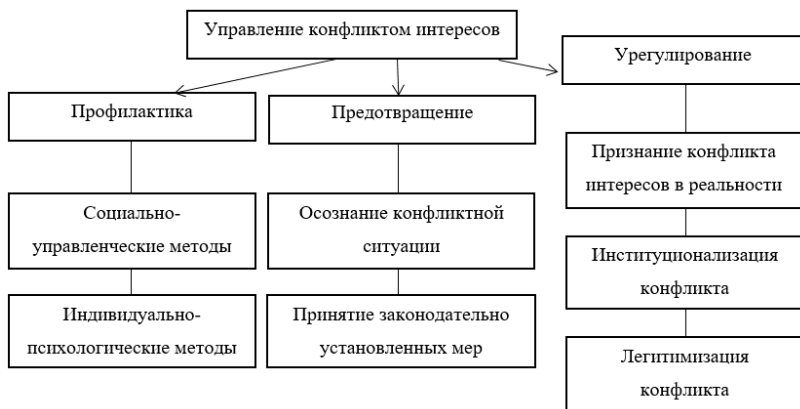 Управление конфликтом интересов
Профилактика
Социально-
управленческие методы
Индивидуально-
психологические методы
Предотвращение
Осознание конфликтной
ситуации
Принятие законодательно
установленных мер
Урегулирование
Признание конфликта
интересов в реальности
Институционализация
конфликта
Легитимизация
конфликта